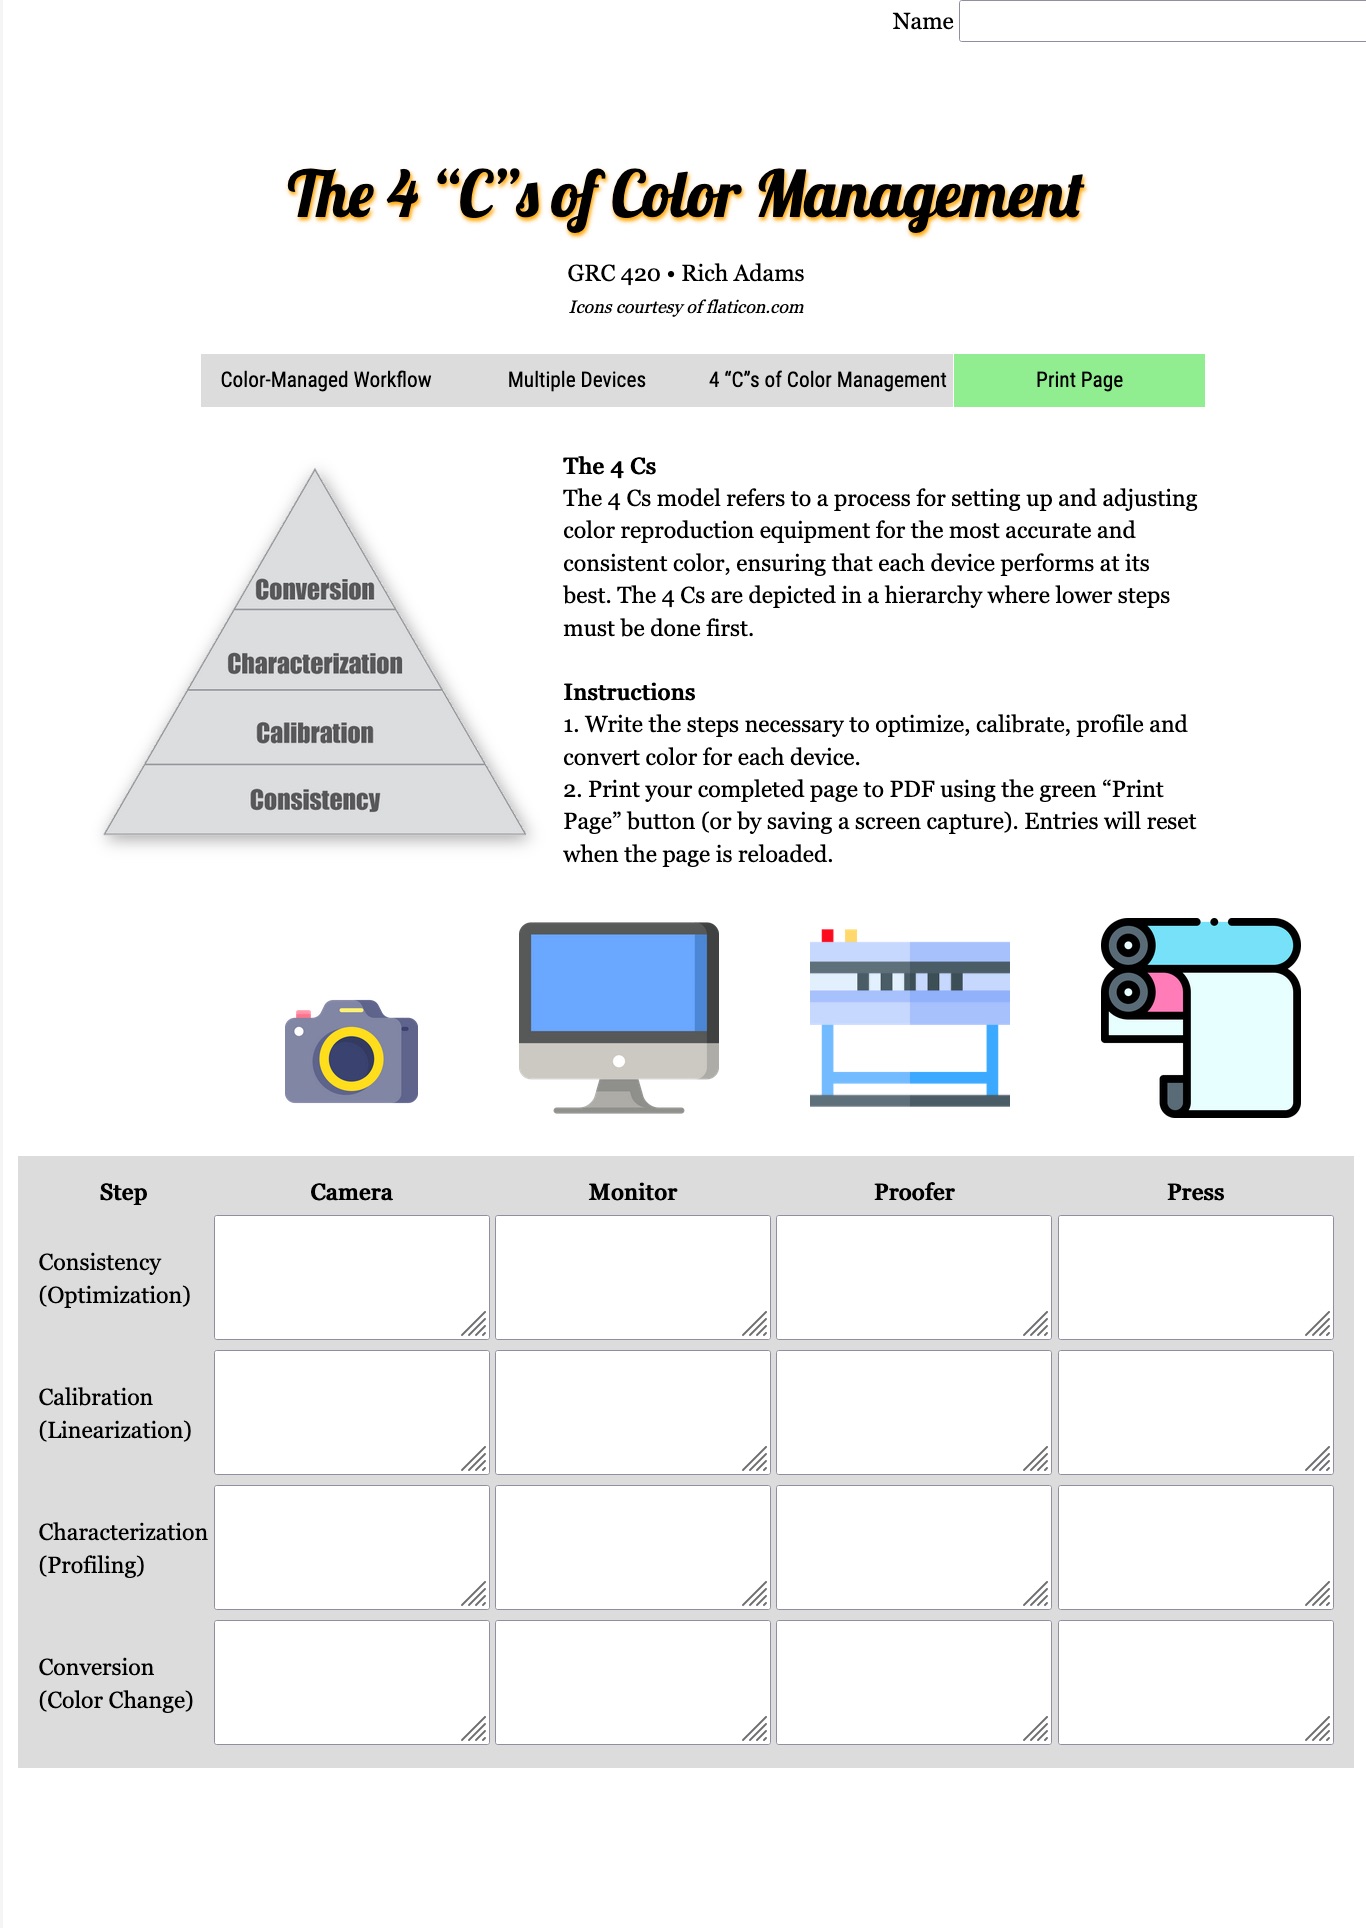 Name
The 4 “C”s of Color Management
GRC 420 • Rich Adams
Icons courtesy of flaticon.com
Color-Managed Workflow
Multiple Devices
4 “C”s of Color Management
Print Page
Conversion
Characterization
Calibration
Consistency
The 4 Cs
The 4 Cs model refers to a process for setting up and adjusting
color reproduction equipment for the most accurate and
consistent color, ensuring that each device performs at its
best. The 4 Cs are depicted in a hierarchy where lower steps
must be done first.
Instructions
1. Write the steps necessary to optimize, calibrate, profile and
convert color for each device.
2. Print your completed page to PDF using the green “Print
Page” button (or by saving a screen capture). Entries will reset
when the page is reloaded.
Step Camera Monitor Proofer Press
Consistency
(Optimization)
Calibration
(Linearization)
Characterization
(Profiling)
Conversion
(Color Change)